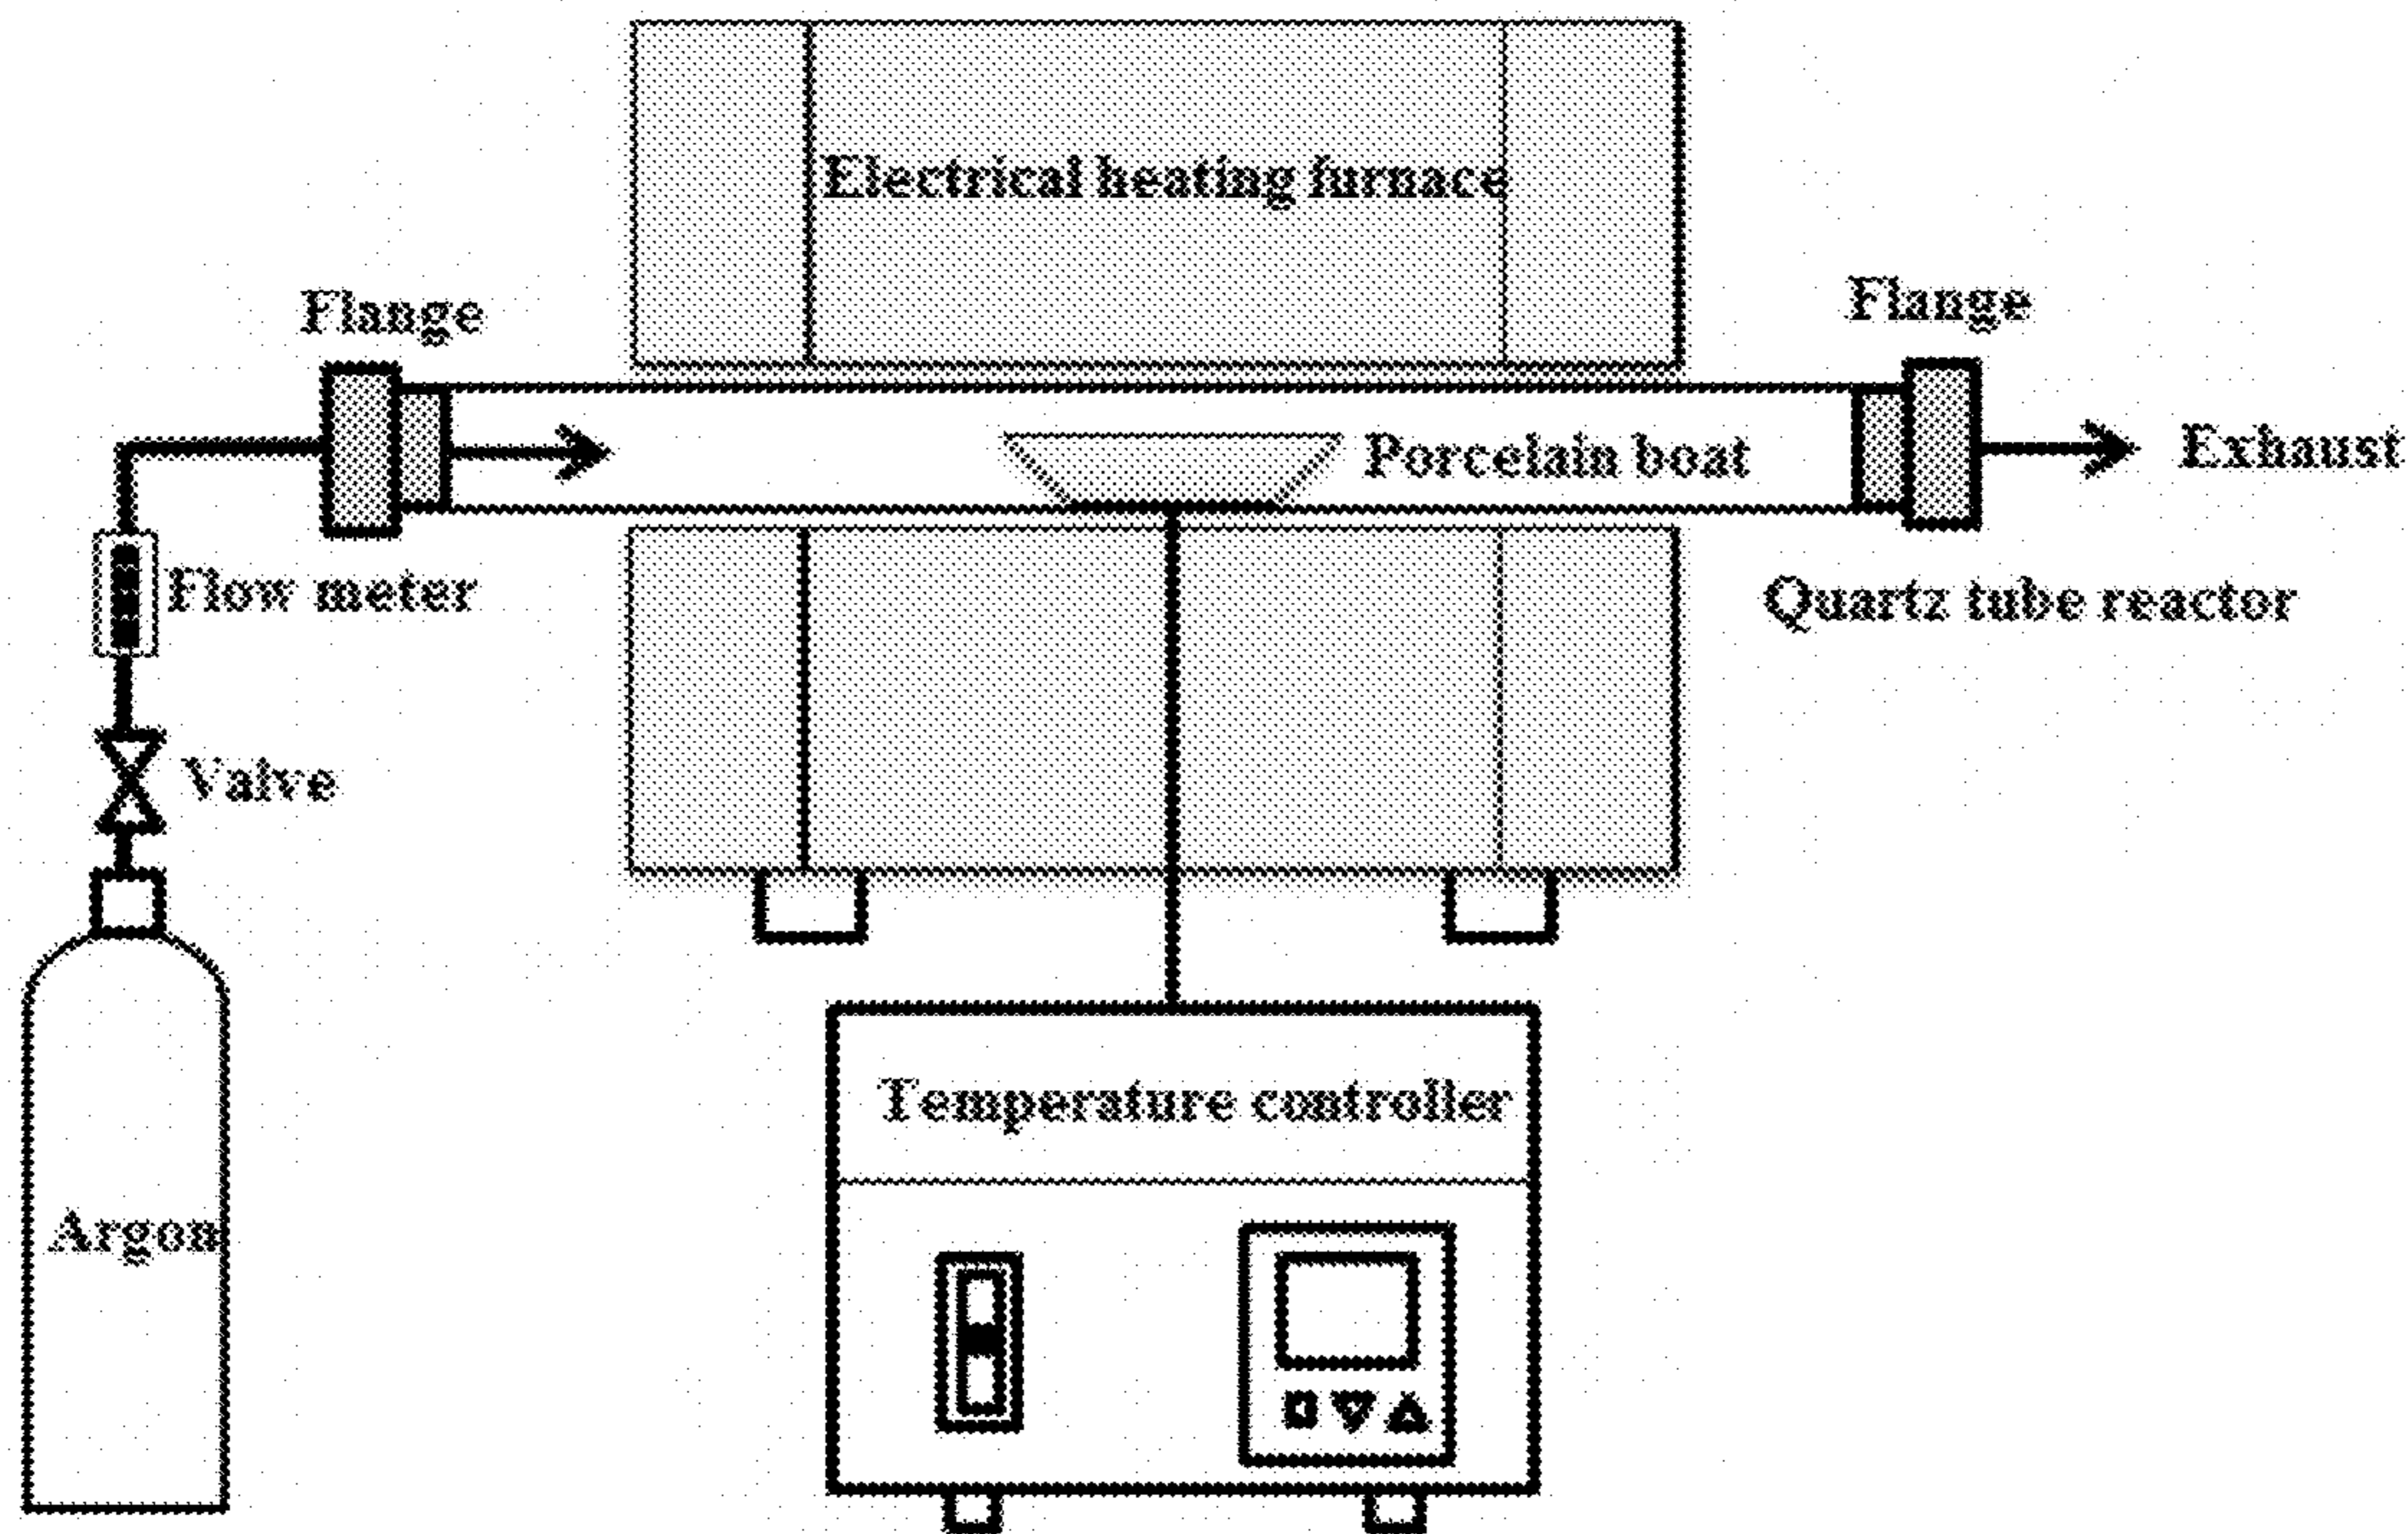 Electrical heating furnace
Flange
Flange
Porcelain boat
Exhaust
Flow meter
Quartz tube reactor
Valve
Temperature controller
Argon